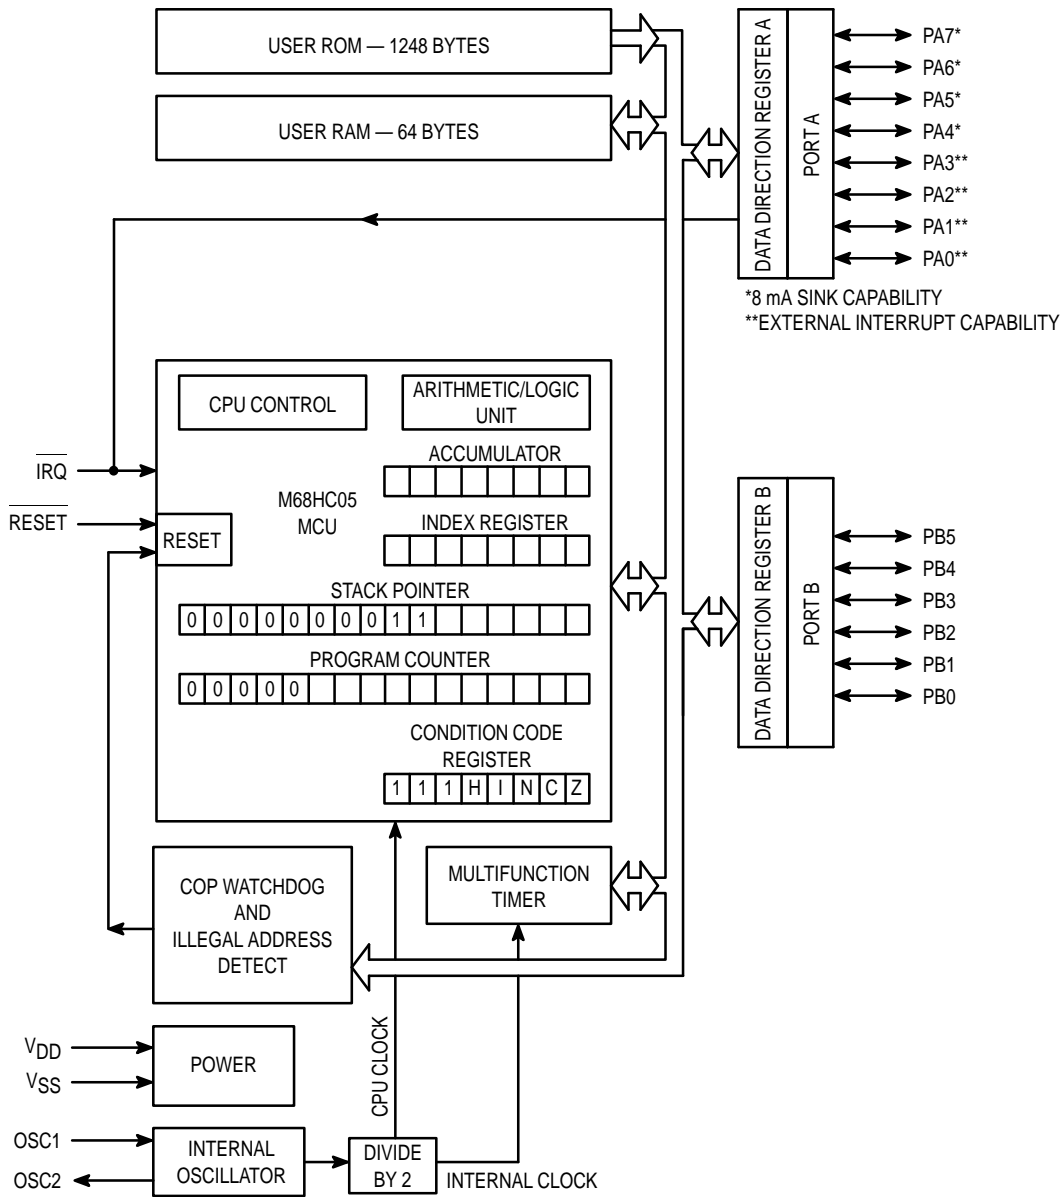 USER ROM — 1248 BYTES
USER RAM — 64 BYTES
DATA DIRECTION REGISTER A
PORT A
PA7*
PA6*
PA5*
PA4*
PA3**
PA2**
PA1**
PA0**
*8 mA SINK CAPABILITY
**EXTERNAL INTERRUPT CAPABILITY
CPU CONTROL
ARITHMETIC/LOGIC
UNIT
ACCUMULATOR
IRQ
M68HC05
MCU
RESET
RESET
INDEX REGISTER
STACK POINTER
0 0 0 0 0 0 0 0 1 1
PROGRAM COUNTER
0 0 0 0 0
CONDITION CODE
REGISTER
1 1 1 H I N C Z
DATA DIRECTION REGISTER B
PORT B
PB5
PB4
PB3
PB2
PB1
PB0
COP WATCHDOG
AND
ILLEGAL ADDRESS
DETECT
MULTIFUNCTION
TIMER
VDD
VSS
POWER
CPU CLOCK
OSC1
OSC2
INTERNAL
OSCILLATOR
DIVIDE
BY 2
INTERNAL CLOCK